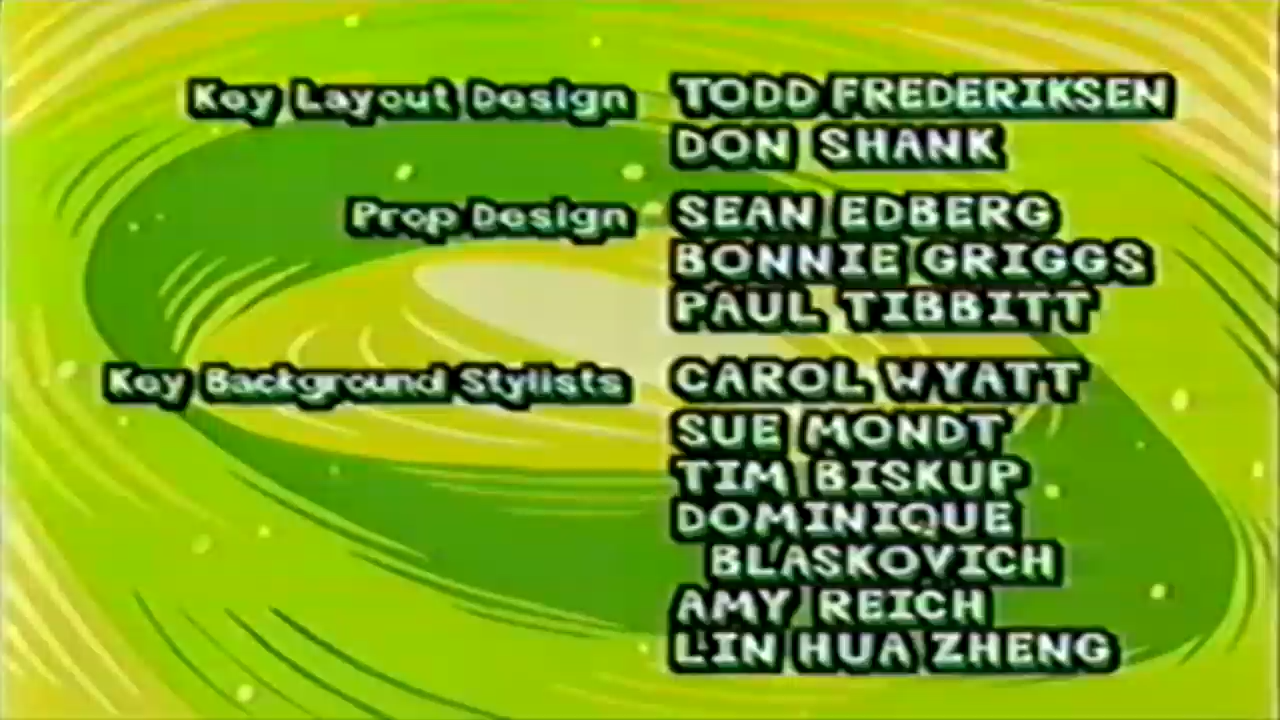 Key Layout Design TODD FREDERIKSEN
DON SHANK
Prop Design SEAN EDBERG
BONNIE GRIGGS
PAUL TIBBITT
Key Background Stylists CAROL WYATT
SUE MONDT
TIM BISKUP
DOMINIQUE
BLASKOVICH
AMY REICH
LIN HUA ZHENG